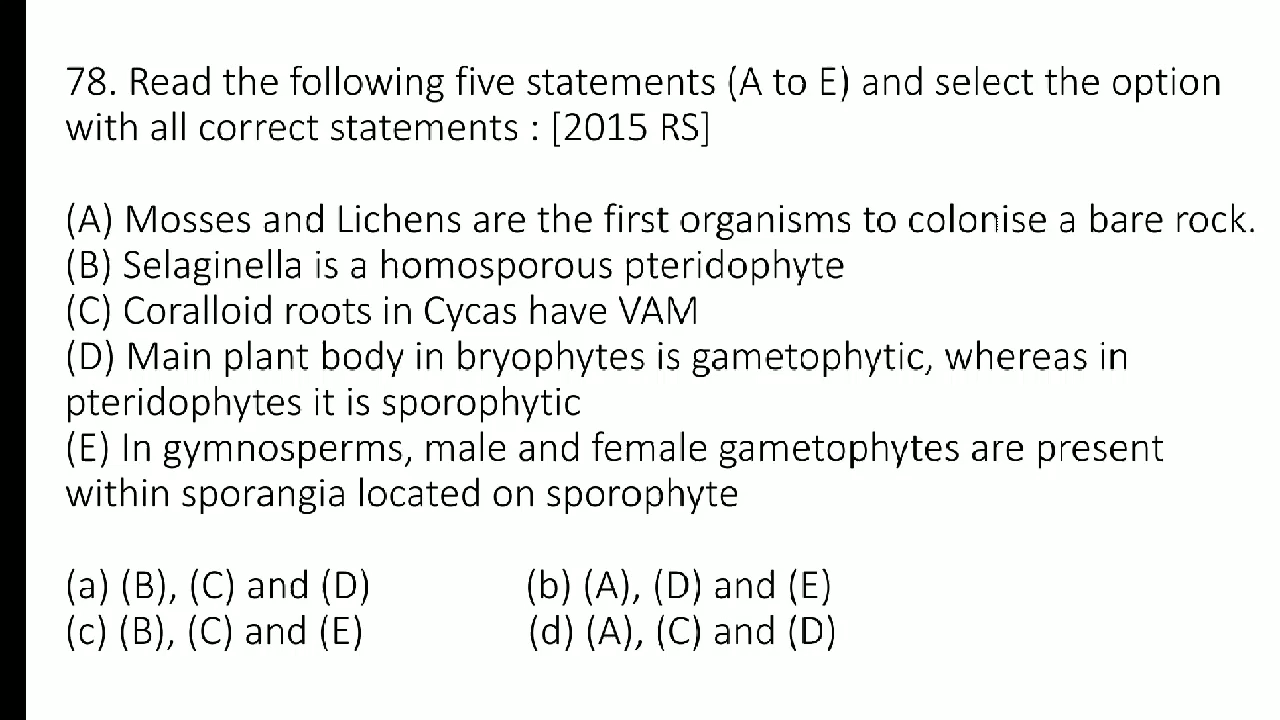 78. Read the following five statements (A to E) and select the option
with all correct statements : [2015 RS]
(A) Mosses and Lichens are the first organisms to colonise a bare rock.
(B) Selaginella is a homosporous pteridophyte
(C) Coralloid roots in Cycas have VAM
(D) Main plant body in bryophytes is gametophytic, whereas in
pteridophytes it is sporophytic
(E) In gymnosperms, male and female gametophytes are present
within sporangia located on sporophyte
(a) (B), (C) and (D) (b) (A), (D) and (E)
(c) (B), (C) and (E) (d) (A), (C) and (D)